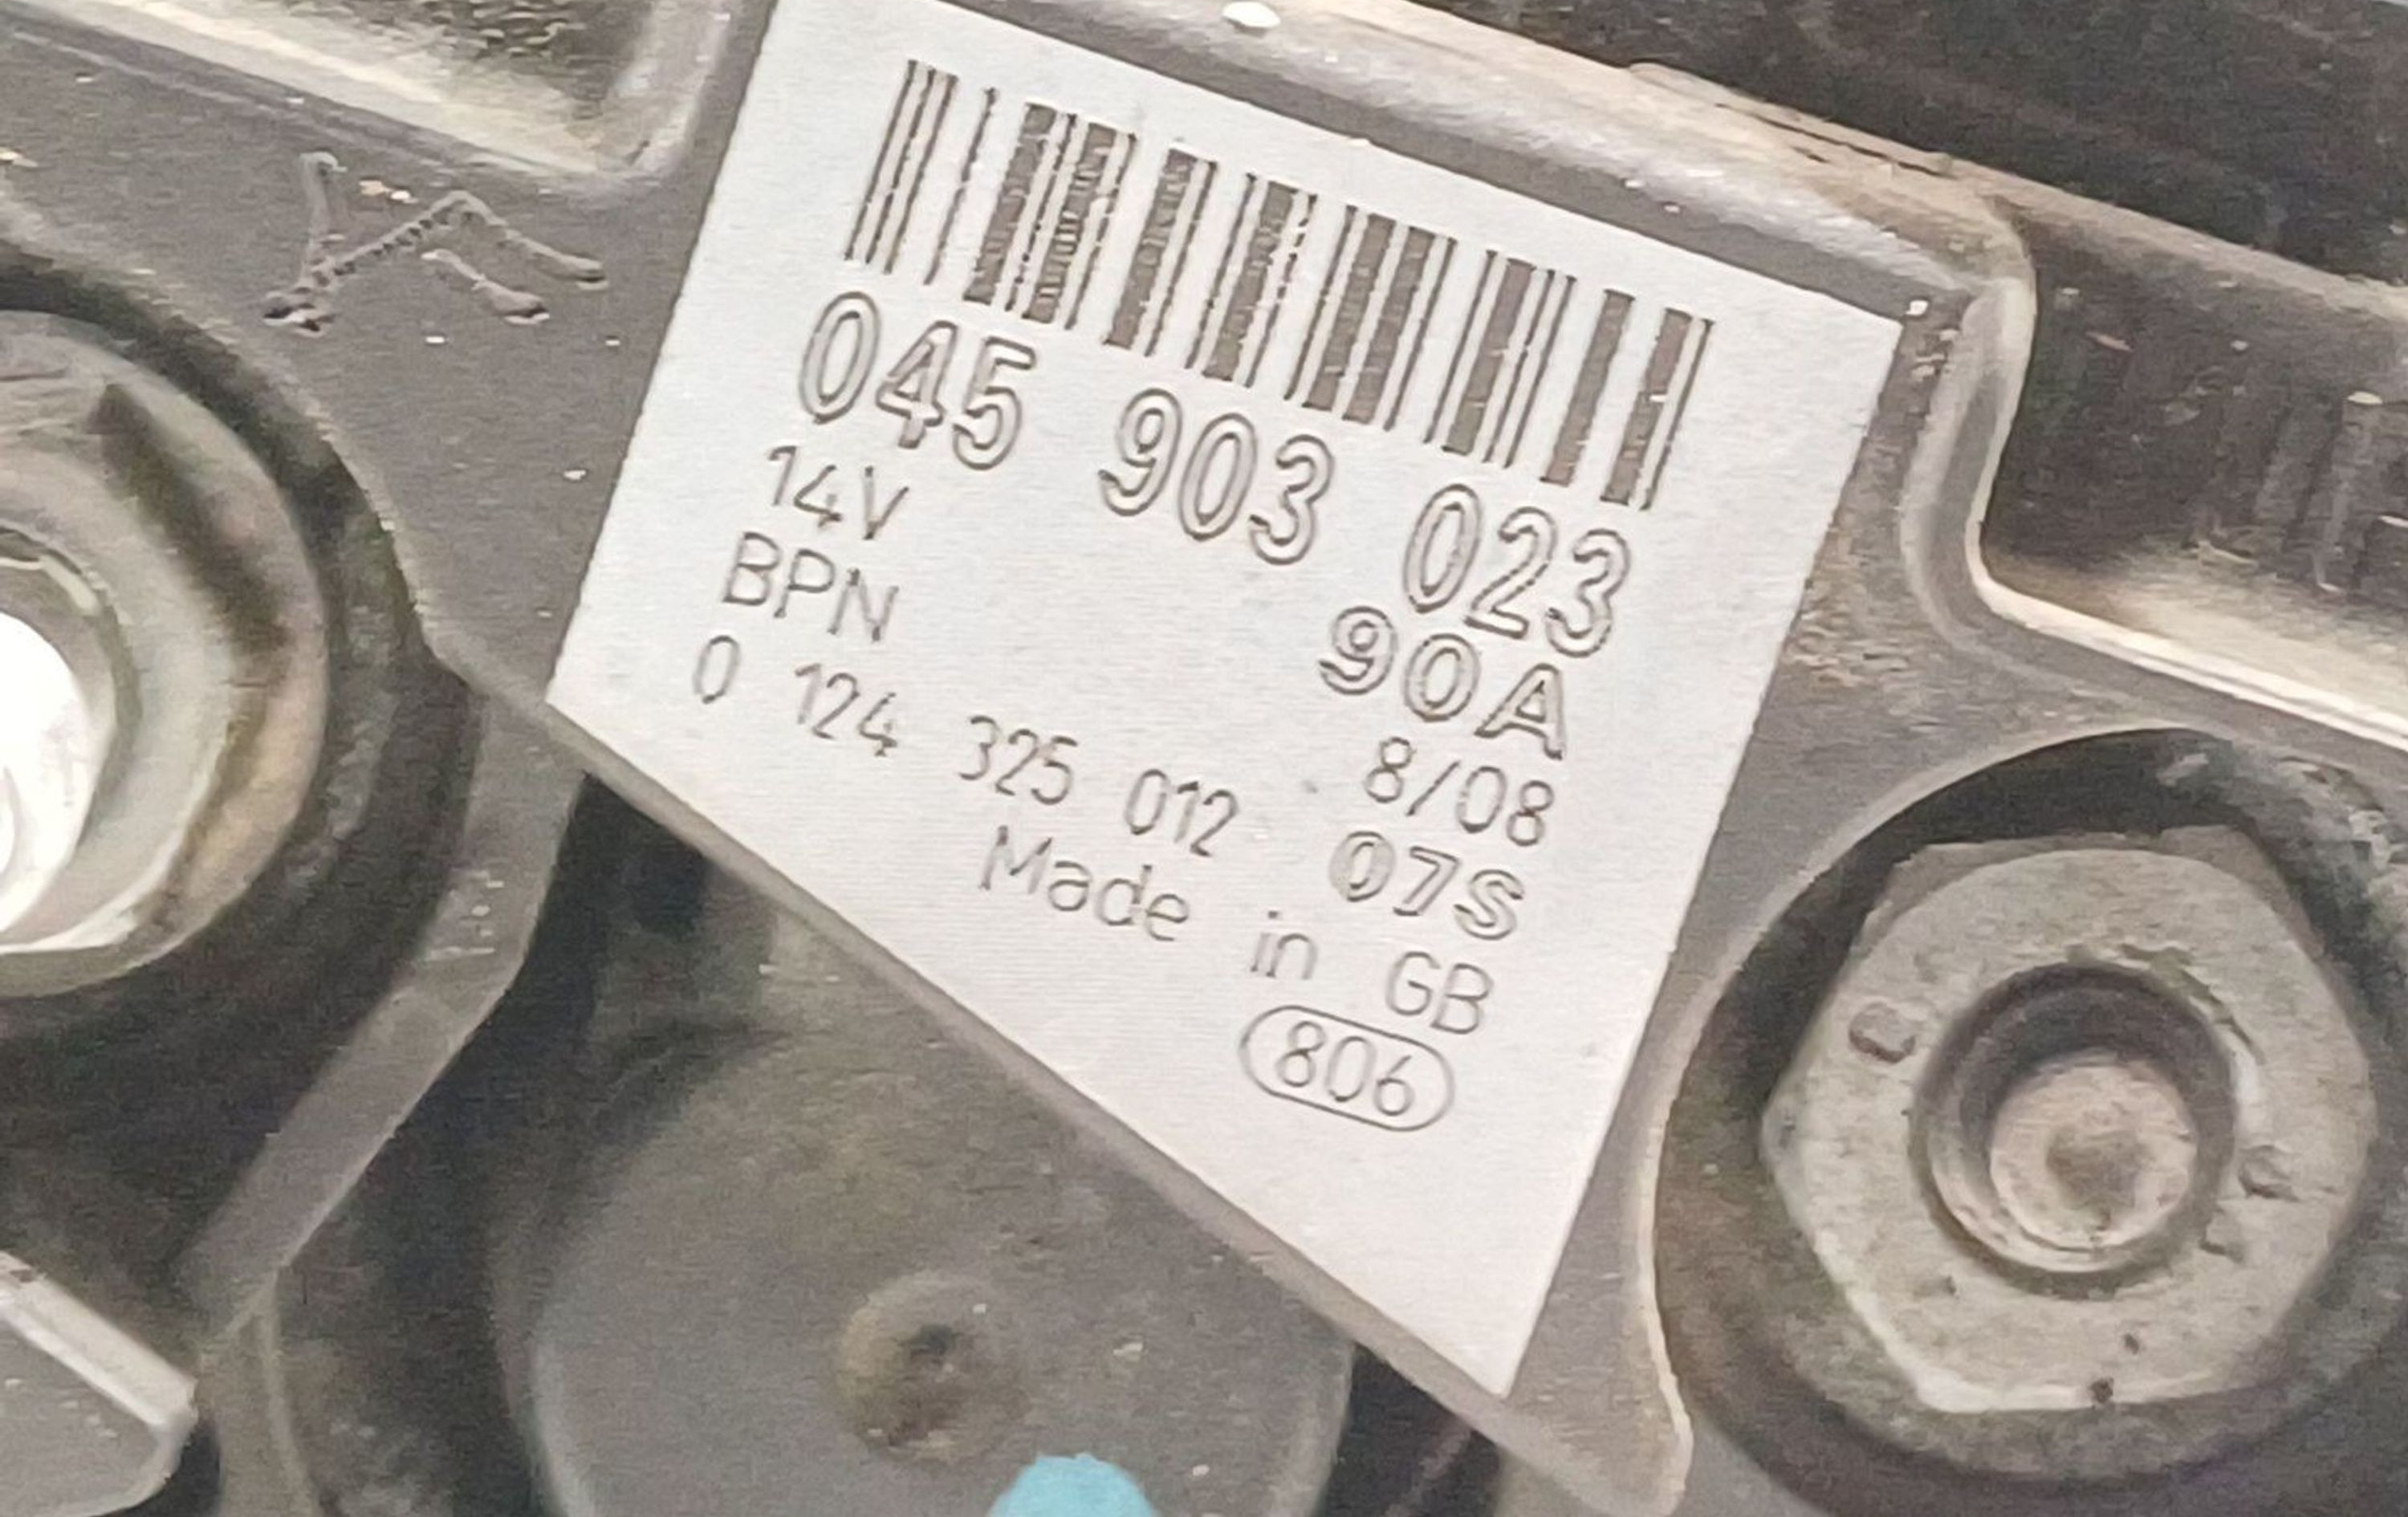 K
045 903 023
14V 90A
BPN 8/08
0 124 325 012 07S
Made in GB
806